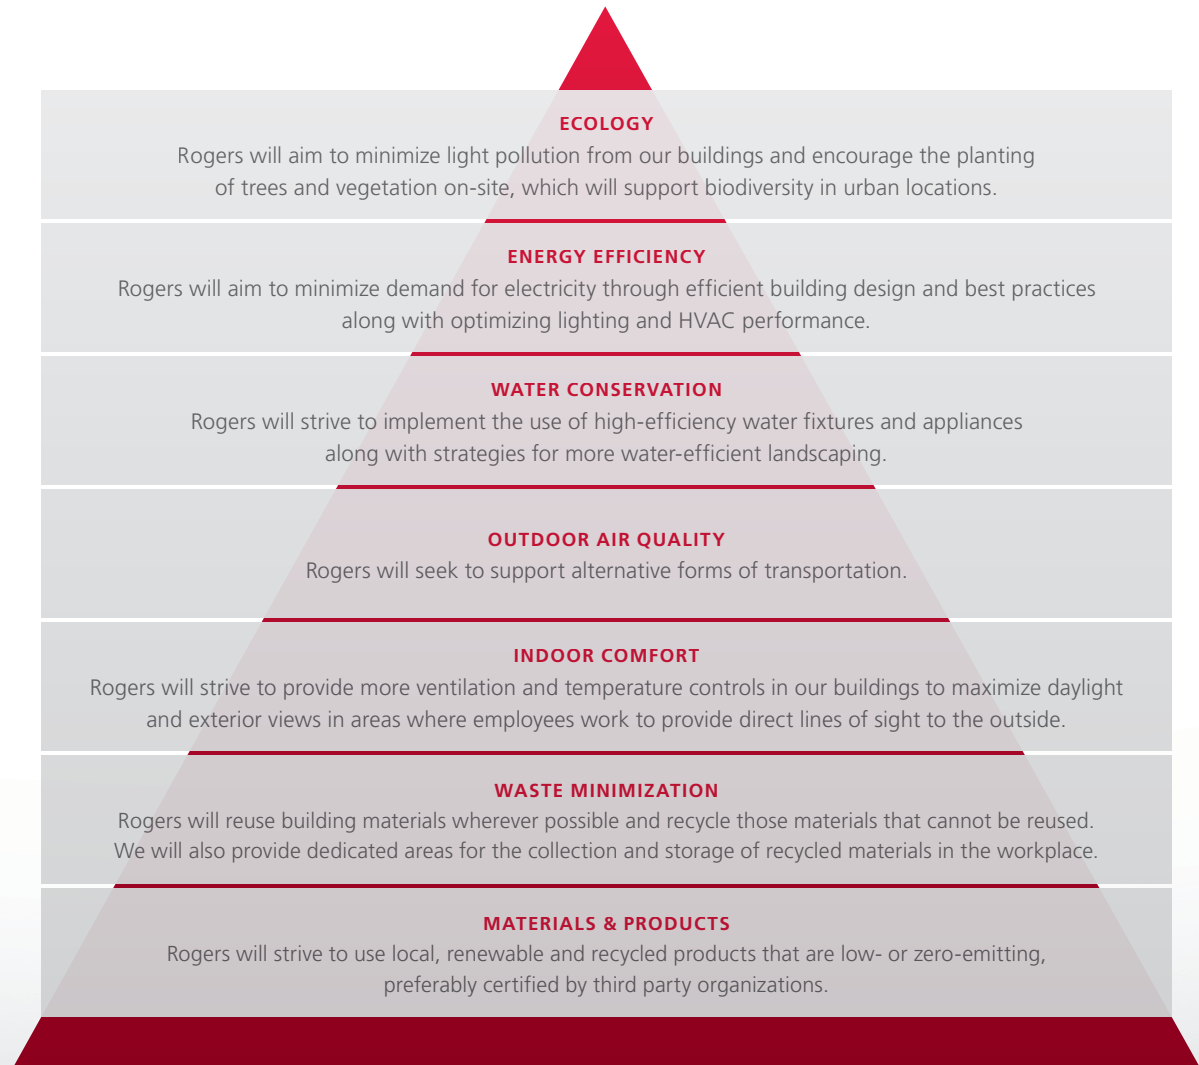 ECOLOGY
Rogers will aim to minimize light pollution from our buildings and encourage the planting
of trees and vegetation on-site, which will support biodiversity in urban locations.
ENERGY EFFICIENCY
Rogers will aim to minimize demand for electricity through efficient building design and best practices
along with optimizing lighting and HVAC performance.
WATER CONSERVATION
Rogers will strive to implement the use of high-efficiency water fixtures and appliances
along with strategies for more water-efficient landscaping.
OUTDOOR AIR QUALITY
Rogers will seek to support alternative forms of transportation.
INDOOR COMFORT
Rogers will strive to provide more ventilation and temperature controls in our buildings to maximize daylight
and exterior views in areas where employees work to provide direct lines of sight to the outside.
WASTE MINIMIZATION
Rogers will reuse building materials wherever possible and recycle those materials that cannot be reused.
We will also provide dedicated areas for the collection and storage of recycled materials in the workplace.
MATERIALS & PRODUCTS
Rogers will strive to use local, renewable and recycled products that are low- or zero-emitting,
preferably certified by third party organizations.